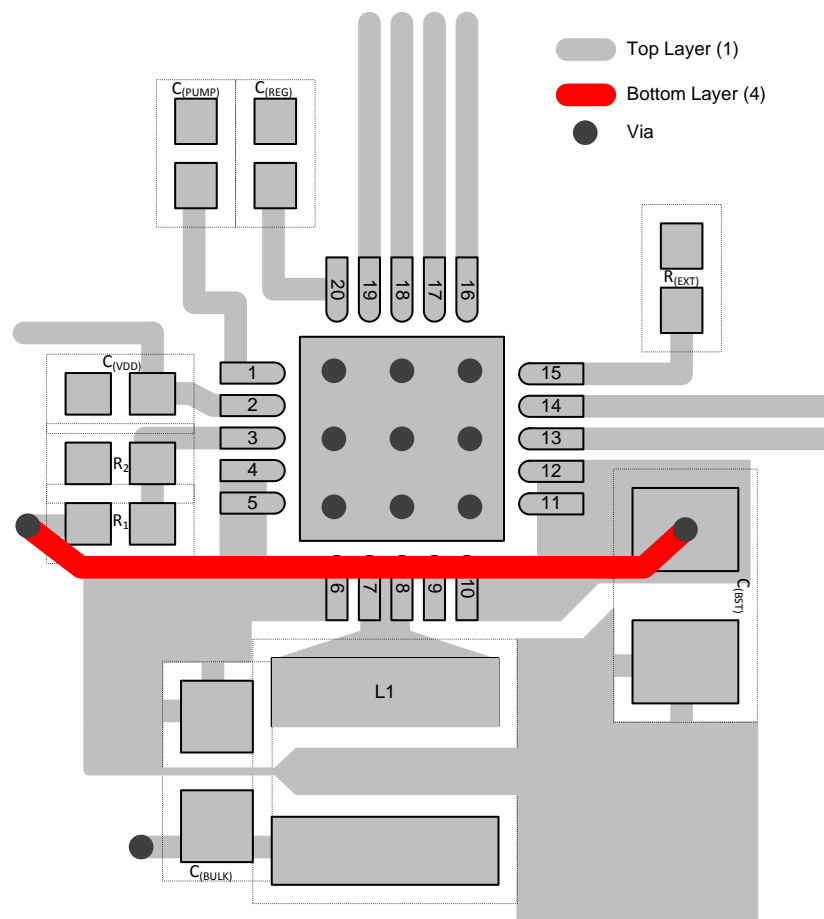 Top Layer (1)
Bottom Layer (4)
Via
C(PUMP)
C(REG)
R(EXT)
20
19
18
17
16
C(VDD)
1
2
3
4
5
15
14
13
12
11
R2
R1
6
7
8
9
10
C(BST)
L1
C(BULK)